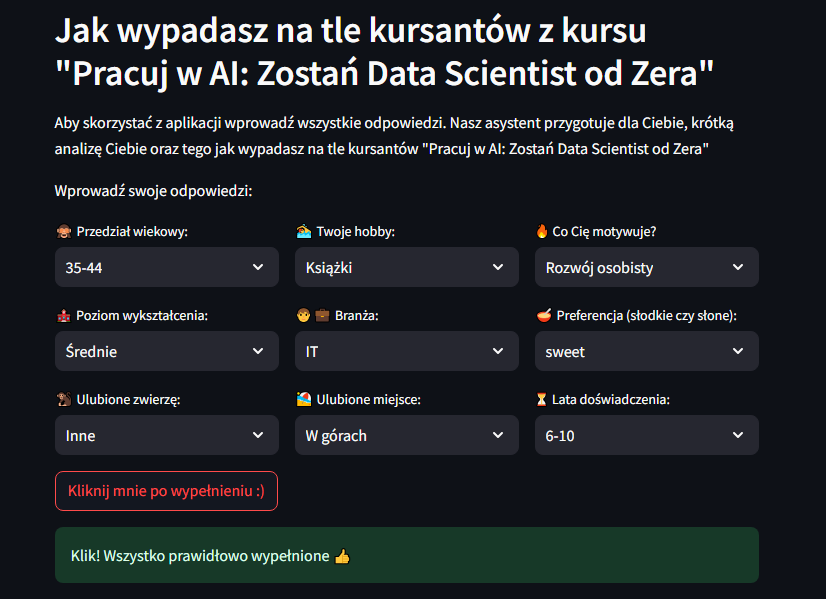 Jak wypadasz na tle kursantów z kursu
"Pracuj w AI: Zostań Data Scientist od Zera"
Aby skorzystać z aplikacji wprowadź wszystkie odpowiedzi. Nasz asystent przygotuje dla Ciebie, krótką
analizę Ciebie oraz tego jak wypadasz na tle kursantów "Pracuj w AI: Zostań Data Scientist od Zera"
Wprowadź swoje odpowiedzi:
🙊 Przedział wiekowy:
🏊 Twoje hobby:
🔥 Co Cię motywuje?
35-44
Książki
Rozwój osobisty
🏰 Poziom wykształcenia:
👨 💼 Branża:
🍜 Preferencja (słodkie czy słone):
Średnie
IT
sweet
🐩 Ulubione zwierzę:
🏖 Ulubione miejsce:
⏳ Lata doświadczenia:
Inne
W górach
6-10
Kliknij mnie po wypełnieniu :)
Klik! Wszystko prawidłowo wypełnione 👍